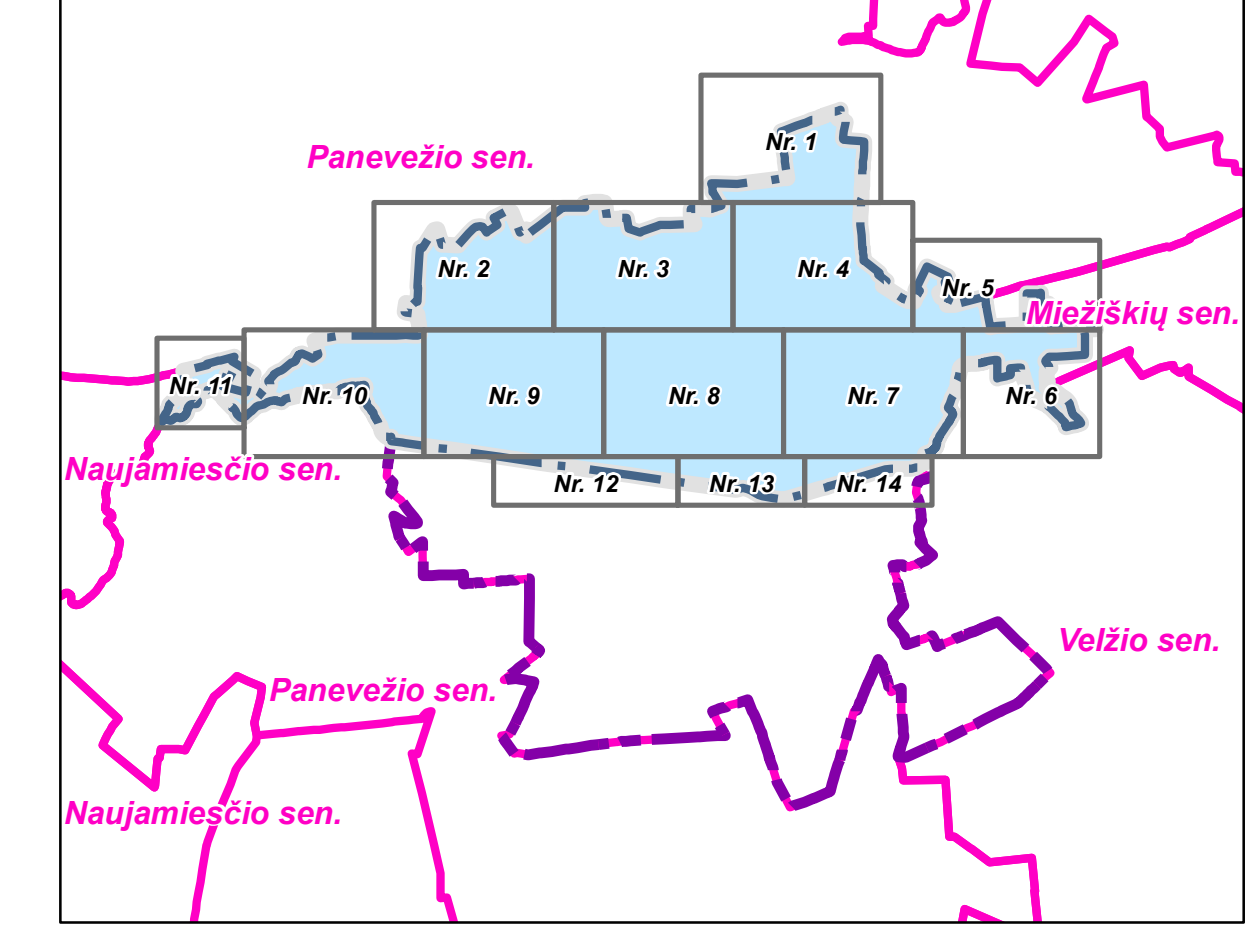 Nr. 1
Panevėžio sen.
Nr. 2
Nr. 3
Nr. 4
Nr. 5
Miežiškių sen.
Nr. 11
Nr. 10
Nr. 9
Nr. 8
Nr. 7
Nr. 6
Naujamiesčio sen.
Nr. 12
Nr. 13
Nr. 14
Velžio sen.
Panevėžio sen.
Naujamiesčio sen.